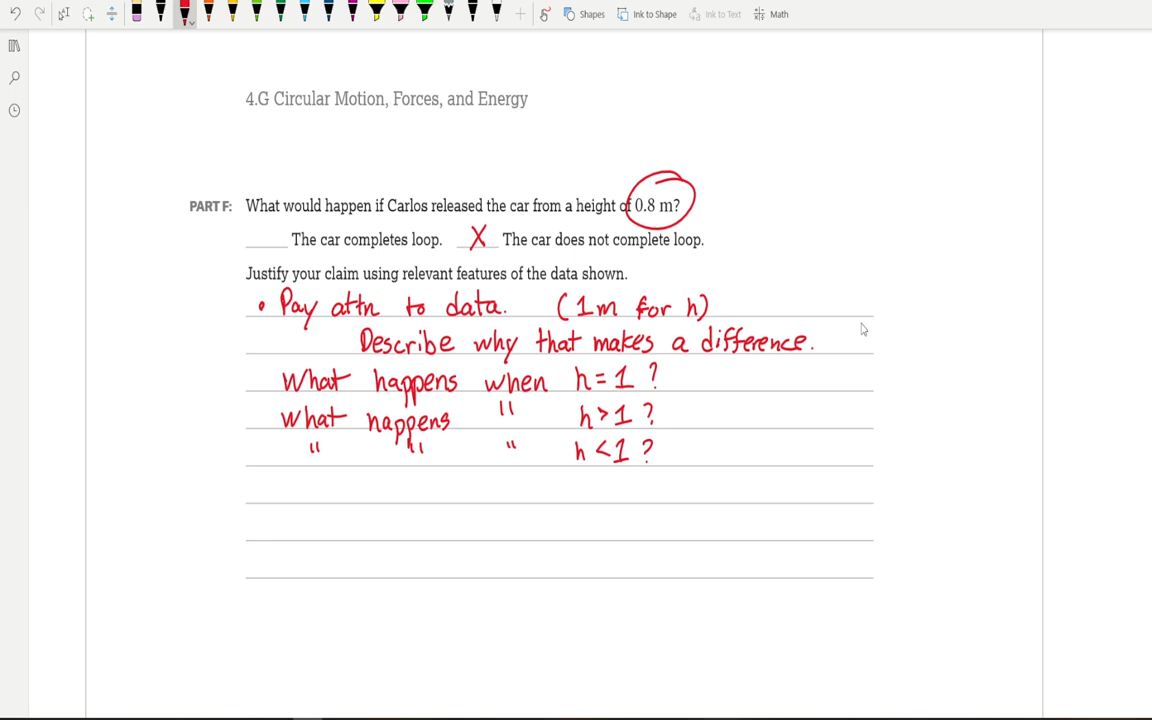 Shapes Ink to Shape Ink to Text Math
4.G Circular Motion, Forces, and Energy
PART F: What would happen if Carlos released the car from a height of 0.8 m?
The car completes loop. X The car does not complete loop.
Justify your claim using relevant features of the data shown.
• Pay attn to data. (1m for h)
Describe why that makes a difference.
What happens when h = 1 ?
What happens " h > 1 ?
" " " h < 1 ?